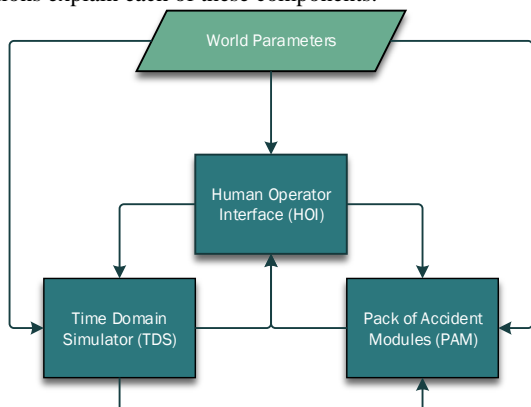 ions explain each of these components.
World Parameters
Human Operator
Interface (HOI)
Time Domain
Simulator (TDS)
Pack of Accident
Modules (PAM)